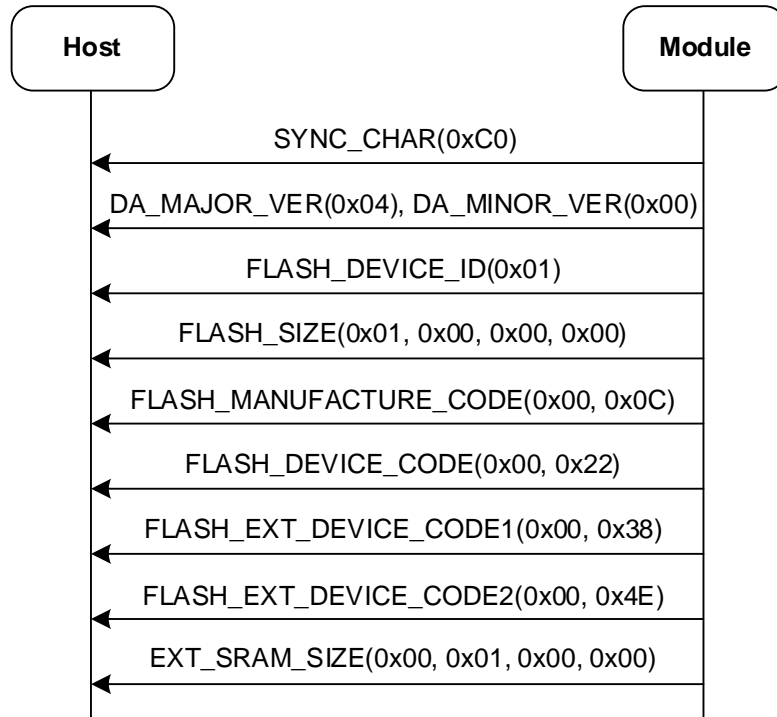 Host
Module
SYNC_CHAR(0xC0)
DA_MAJOR_VER(0x04), DA_MINOR_VER(0x00)
FLASH_DEVICE_ID(0x01)
FLASH_SIZE(0x01, 0x00, 0x00, 0x00)
FLASH_MANUFACTURE_CODE(0x00, 0x0C)
FLASH_DEVICE_CODE(0x00, 0x22)
FLASH_EXT_DEVICE_CODE1(0x00, 0x38)
FLASH_EXT_DEVICE_CODE2(0x00, 0x4E)
EXT_SRAM_SIZE(0x00, 0x01, 0x00, 0x00)